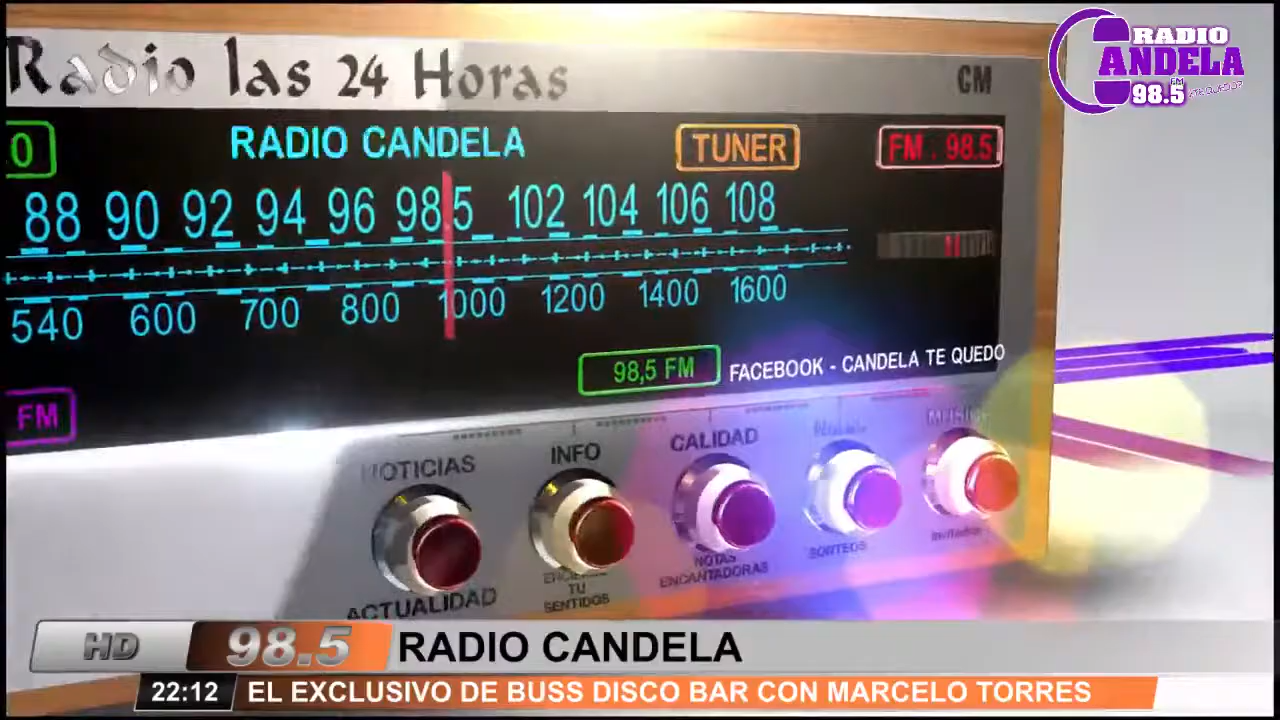 Radio las 24 Horas
CM
RADIO
CANDELA
FM
98.5
0
RADIO CANDELA
TUNER
FM . 98.5
88 90 92 94 96 98.5 102 104 106 108
540 600 700 800 1000 1200 1400 1600
98,5 FM
FACEBOOK - CANDELA TE QUEDO
FM
NOTICIAS
INFO
CALIDAD
ACTUALIDAD
TU
SENTIDOS
NOTAS
ENCANTADORAS
SORTEOS
HD
98.5
RADIO CANDELA
22:12
EL EXCLUSIVO DE BUSS DISCO BAR CON MARCELO TORRES